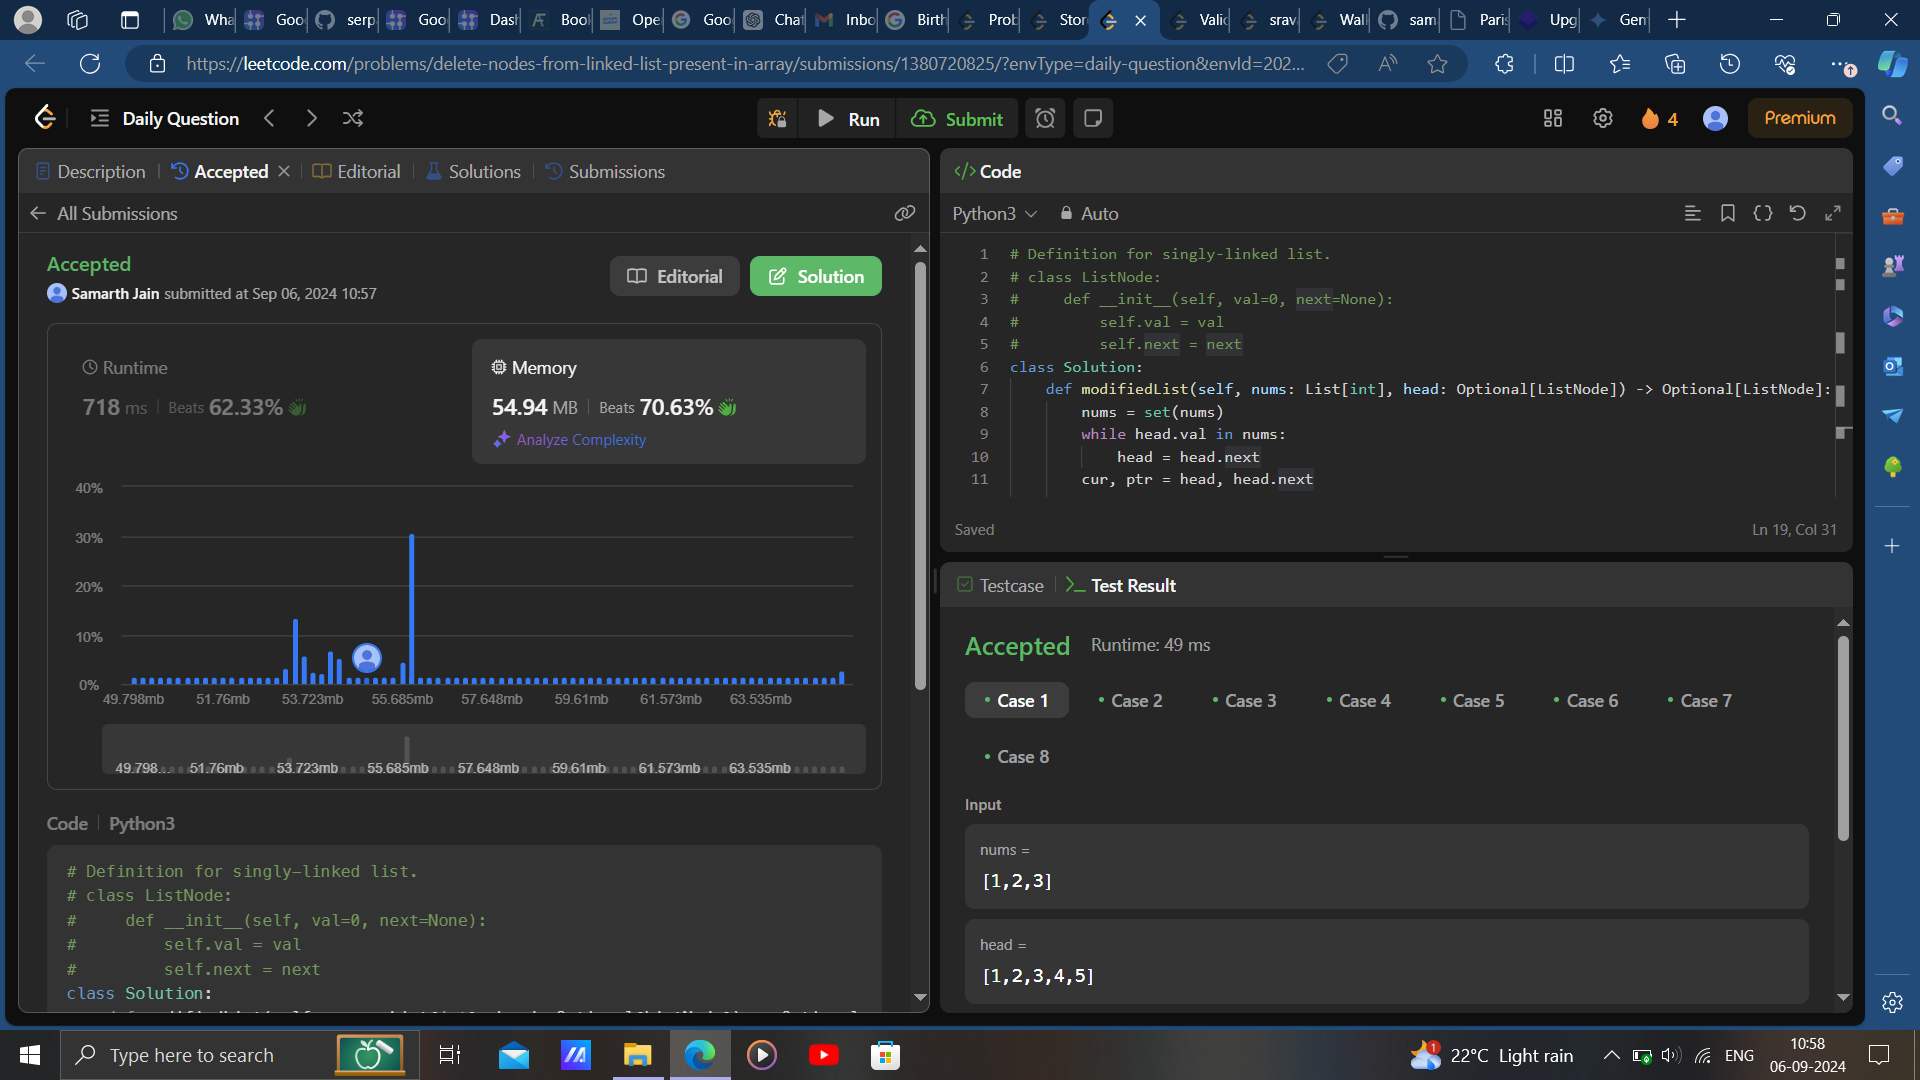 Wha
Goo
serp
Goo
Dash
Book
Ope
Goo
Chat
Inbo
Birth
Prob
Stor
Valid
srav
Walk
sam
Paris
Upg
Gem
https://leetcode.com/problems/delete-nodes-from-linked-list-present-in-array/submissions/1380720825/?envType=daily-question&envId=202...
Daily Question
Run
Submit
4
Premium
Description
Accepted
Editorial
Solutions
Submissions
All Submissions
Accepted
Samarth Jain submitted at Sep 06, 2024 10:57
Editorial
Solution
Runtime
718 ms
Beats 62.33%
Memory
54.94 MB
Beats 70.63%
Analyze Complexity
40%
30%
20%
10%
0%
49.798mb 51.76mb 53.723mb 55.685mb 57.648mb 59.61mb 61.573mb 63.535mb
49.798... 51.76mb 53.723mb 55.685mb 57.648mb 59.61mb 61.573mb 63.535mb
Code
Python3
# Definition for singly-linked list.
# class ListNode:
#     def __init__(self, val=0, next=None):
#         self.val = val
#         self.next = next
class Solution:
</> Code
Python3
Auto
1 # Definition for singly-linked list.
2 # class ListNode:
3 #     def __init__(self, val=0, next=None):
4 #         self.val = val
5 #         self.next = next
6 class Solution:
7     def modifiedList(self, nums: List[int], head: Optional[ListNode]) -> Optional[ListNode]:
8         nums = set(nums)
9         while head.val in nums:
10             head = head.next
11         cur, ptr = head, head.next
Saved
Ln 19, Col 31
Testcase
Test Result
Accepted
Runtime: 49 ms
Case 1
Case 2
Case 3
Case 4
Case 5
Case 6
Case 7
Case 8
Input
nums =
[1,2,3]
head =
[1,2,3,4,5]
Type here to search
1
22°C Light rain
ENG
10:58
06-09-2024